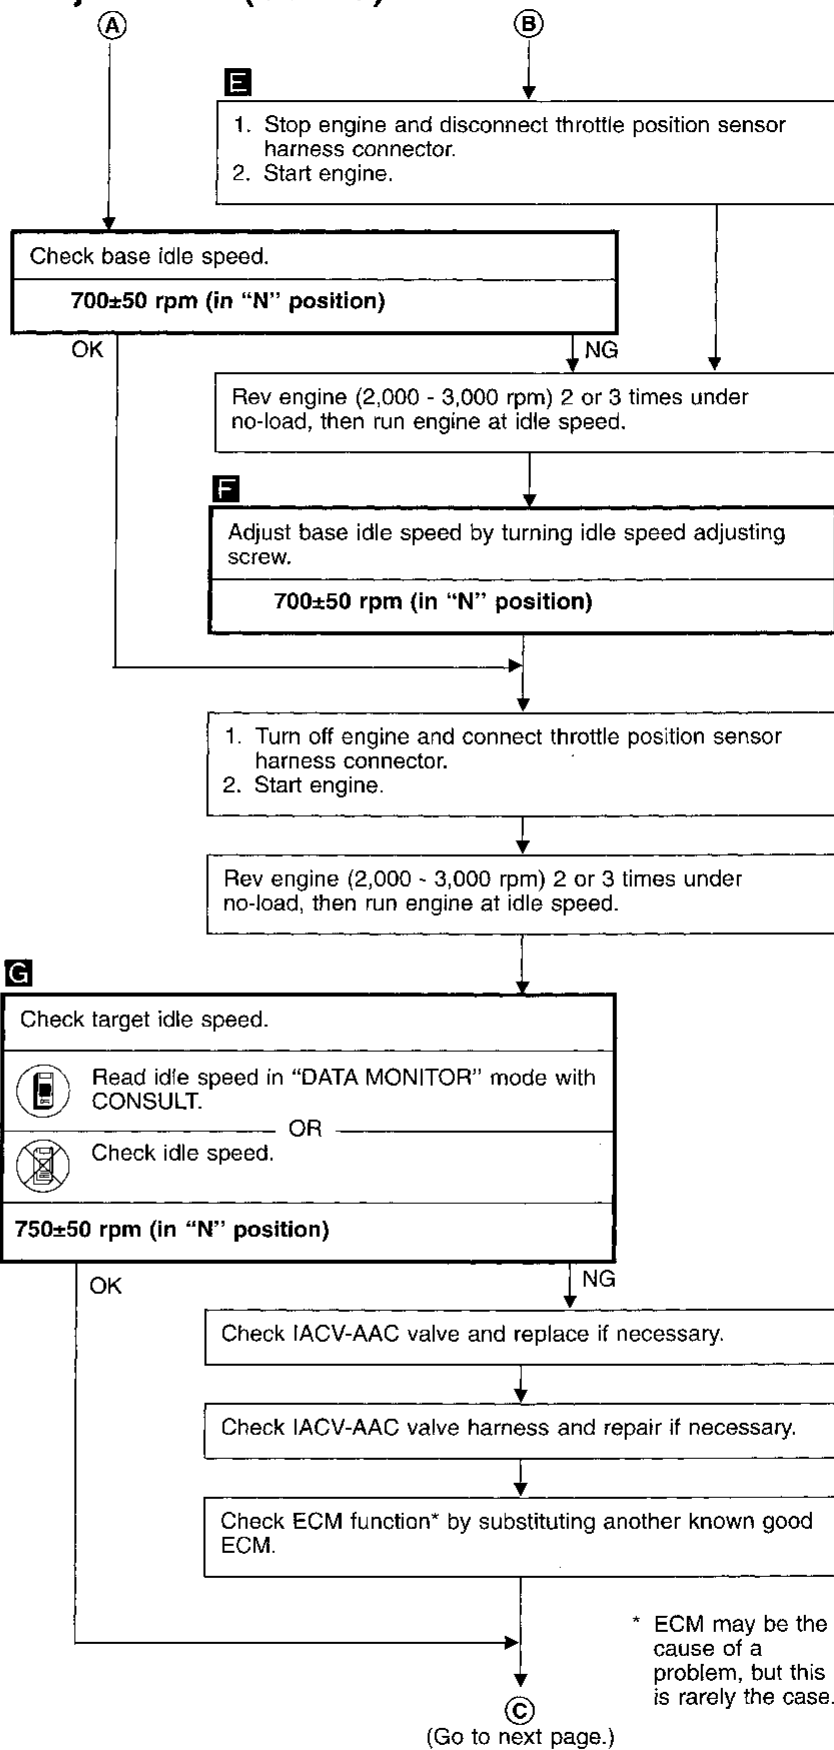 A
B
E
1. Stop engine and disconnect throttle position sensor
harness connector.
2. Start engine.
Check base idle speed.
700±50 rpm (in “N” position)
OK
NG
Rev engine (2,000 - 3,000 rpm) 2 or 3 times under
no-load, then run engine at idle speed.
F
Adjust base idle speed by turning idle speed adjusting
screw.
700±50 rpm (in “N” position)
1. Turn off engine and connect throttle position sensor
harness connector.
2. Start engine.
Rev engine (2,000 - 3,000 rpm) 2 or 3 times under
no-load, then run engine at idle speed.
G
Check target idle speed.
Read idle speed in “DATA MONITOR” mode with
CONSULT.
OR
Check idle speed.
750±50 rpm (in “N” position)
OK
NG
Check IACV-AAC valve and replace if necessary.
Check IACV-AAC valve harness and repair if necessary.
Check ECM function* by substituting another known good
ECM.
* ECM may be the
cause of a
problem, but this
is rarely the case.
C
(Go to next page.)